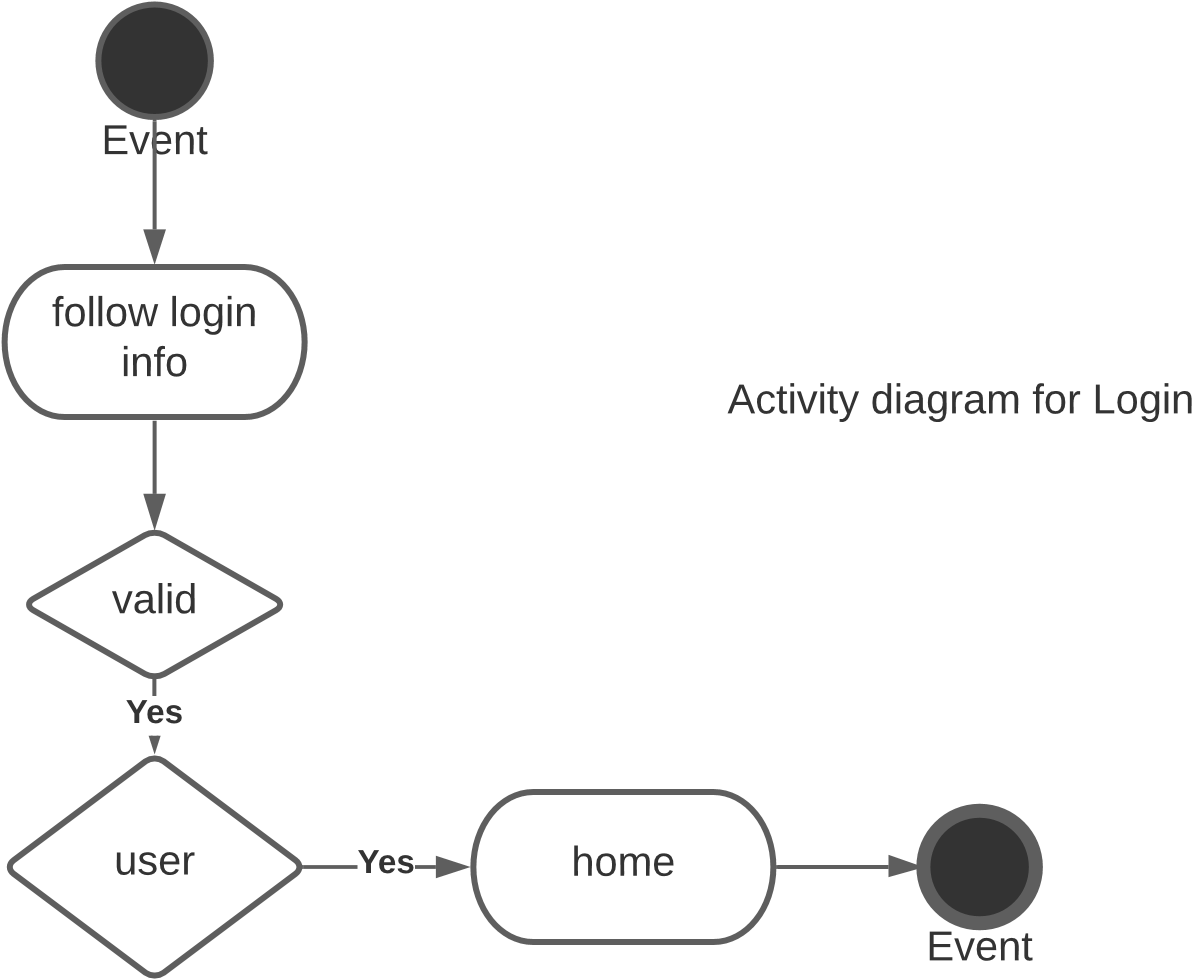 Event
follow login
info
Activity diagram for Login
valid
Yes
user
Yes
home
Event